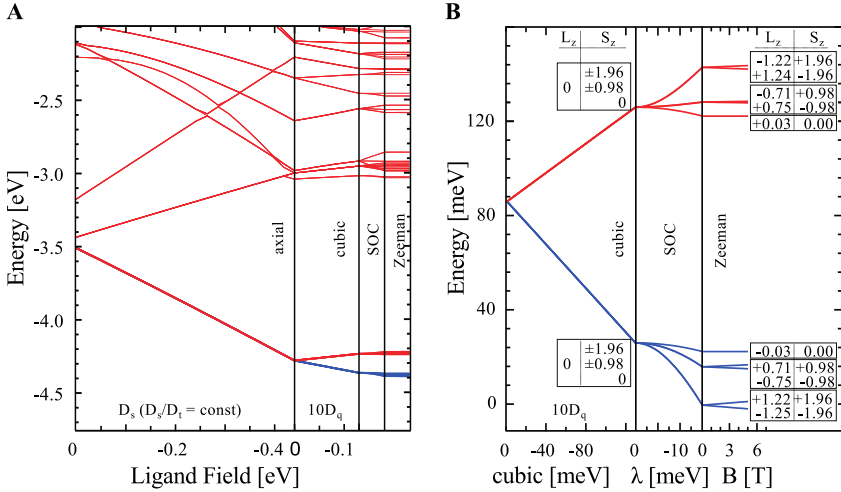 A
Energy [eV]
-2.5
-3.0
-3.5
-4.0
-4.5
axial
cubic
SOC
Zeeman
D_s (D_s/D_t = const)
10D_q
0
-0.2
-0.4
0
-0.1
Ligand Field [eV]
B
Energy [meV]
120
80
40
0
L_z S_z
0 ±1.96
±0.98
0
L_z S_z
-1.22 +1.96
+1.24 -1.96
-0.71 +0.98
+0.75 -0.98
+0.03 0.00
cubic
SOC
Zeeman
0 ±1.96
±0.98
0
-0.03 0.00
+0.71 +0.98
-0.75 -0.98
+1.22 +1.96
-1.25 -1.96
10D_q
0 -40 -80 0 -10 0 3 6
cubic [meV] λ [meV] B [T]